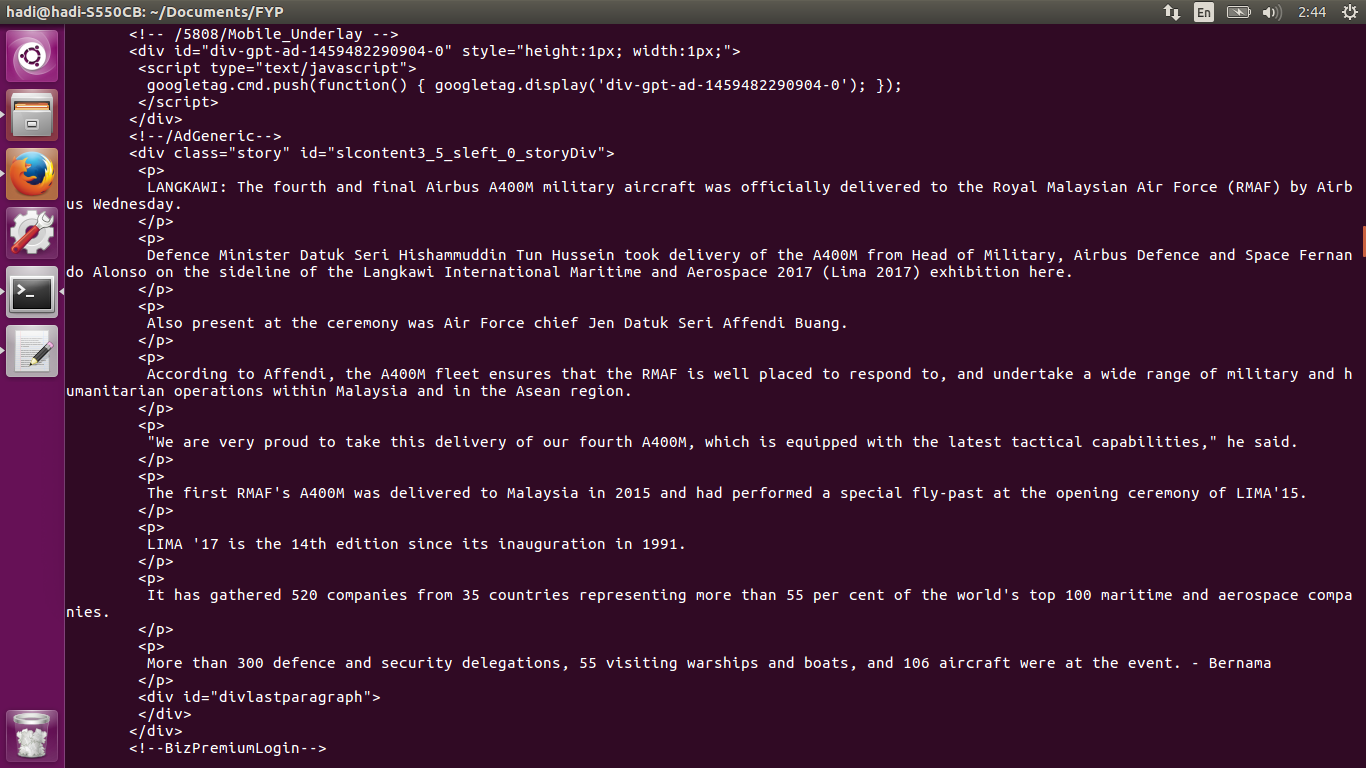 hadi@hadi-S550CB: ~/Documents/FYP
En
2:44
<!-- /5808/Mobile_Underlay -->
<div id="div-gpt-ad-1459482290904-0" style="height:1px; width:1px;">
<script type="text/javascript">
googletag.cmd.push(function() { googletag.display('div-gpt-ad-1459482290904-0'); });
</script>
</div>
<!--/AdGeneric-->
<div class="story" id="slcontent3_5_sleft_0_storyDiv">
<p>
LANGKAWI: The fourth and final Airbus A400M military aircraft was officially delivered to the Royal Malaysian Air Force (RMAF) by Airb
us Wednesday.
</p>
<p>
Defence Minister Datuk Seri Hishammuddin Tun Hussein took delivery of the A400M from Head of Military, Airbus Defence and Space Fernan
do Alonso on the sideline of the Langkawi International Maritime and Aerospace 2017 (Lima 2017) exhibition here.
</p>
<p>
Also present at the ceremony was Air Force chief Jen Datuk Seri Affendi Buang.
</p>
<p>
According to Affendi, the A400M fleet ensures that the RMAF is well placed to respond to, and undertake a wide range of military and h
umanitarian operations within Malaysia and in the Asean region.
</p>
<p>
"We are very proud to take this delivery of our fourth A400M, which is equipped with the latest tactical capabilities," he said.
</p>
<p>
The first RMAF's A400M was delivered to Malaysia in 2015 and had performed a special fly-past at the opening ceremony of LIMA'15.
</p>
<p>
LIMA '17 is the 14th edition since its inauguration in 1991.
</p>
<p>
It has gathered 520 companies from 35 countries representing more than 55 per cent of the world's top 100 maritime and aerospace compa
nies.
</p>
<p>
More than 300 defence and security delegations, 55 visiting warships and boats, and 106 aircraft were at the event. - Bernama
</p>
<div id="divlastparagraph">
</div>
</div>
<!--BizPremiumLogin-->